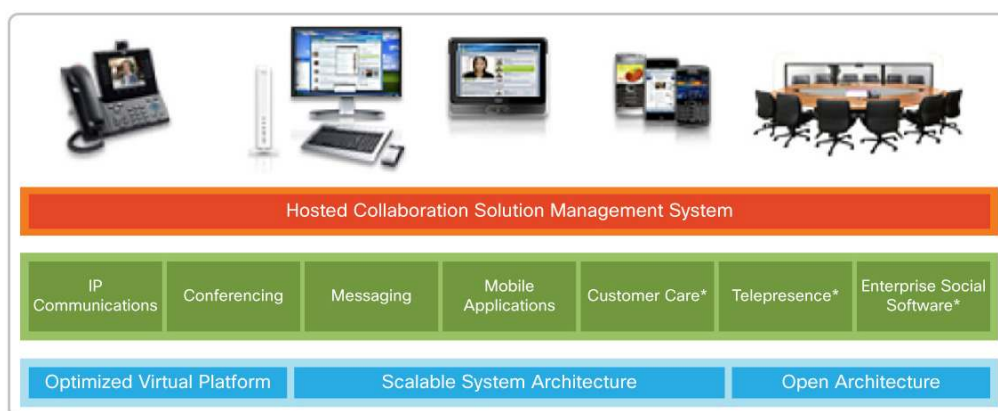 Hosted Collaboration Solution Management System
IP
Communications
Conferencing
Messaging
Mobile
Applications
Customer Care*
Telepresence*
Enterprise Social
Software*
Optimized Virtual Platform
Scalable System Architecture
Open Architecture